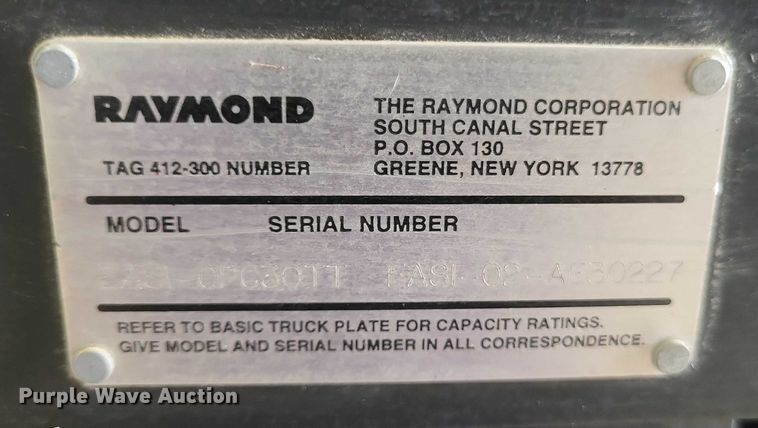 RAYMOND
THE RAYMOND CORPORATION
SOUTH CANAL STREET
P.O. BOX 130
TAG 412-300 NUMBER
GREENE, NEW YORK 13778
MODEL SERIAL NUMBER
REFER TO BASIC TRUCK PLATE FOR CAPACITY RATINGS.
GIVE MODEL AND SERIAL NUMBER IN ALL CORRESPONDENCE.
Purple Wave Auction